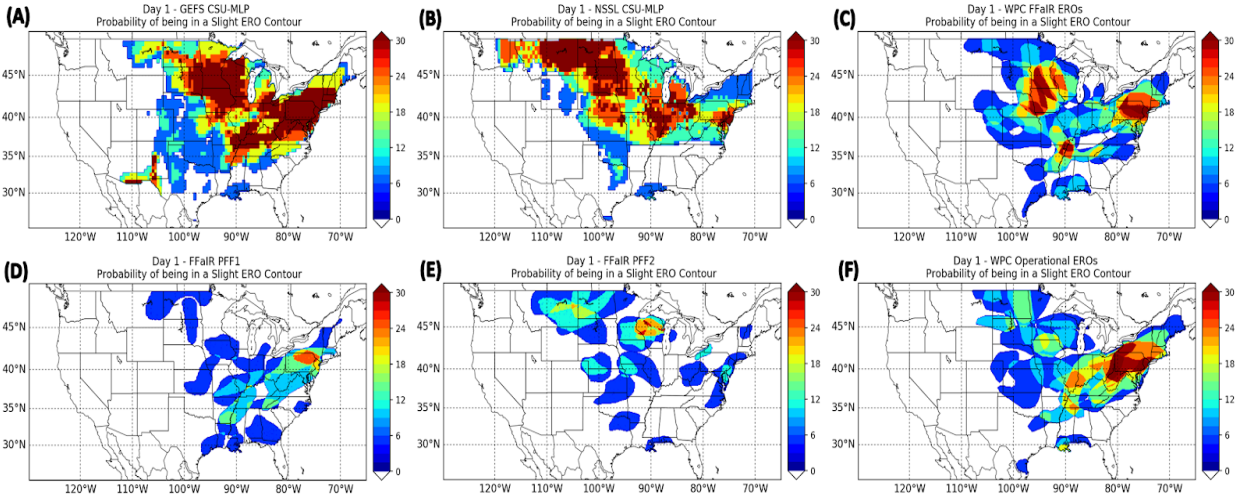 (A)
Day 1 - GEFS CSU-MLP
Probability of being in a Slight ERO Contour
45°N
40°N
35°N
30°N
120°W 110°W 100°W 90°W 80°W 70°W
30
24
18
12
6
0
(B)
Day 1 - NSSL CSU-MLP
Probability of being in a Slight ERO Contour
45°N
40°N
35°N
30°N
120°W 110°W 100°W 90°W 80°W 70°W
30
24
18
12
6
0
(C)
Day 1 - WPC FFaIR EROs
Probability of being in a Slight ERO Contour
45°N
40°N
35°N
30°N
120°W 110°W 100°W 90°W 80°W 70°W
30
24
18
12
6
0
(D)
Day 1 - FFaIR PFF1
Probability of being in a Slight ERO Contour
45°N
40°N
35°N
30°N
120°W 110°W 100°W 90°W 80°W 70°W
30
24
18
12
6
0
(E)
Day 1 - FFaIR PFF2
Probability of being in a Slight ERO Contour
45°N
40°N
35°N
30°N
120°W 110°W 100°W 90°W 80°W 70°W
30
24
18
12
6
0
(F)
Day 1 - WPC Operational EROs
Probability of being in a Slight ERO Contour
45°N
40°N
35°N
30°N
120°W 110°W 100°W 90°W 80°W 70°W
30
24
18
12
6
0